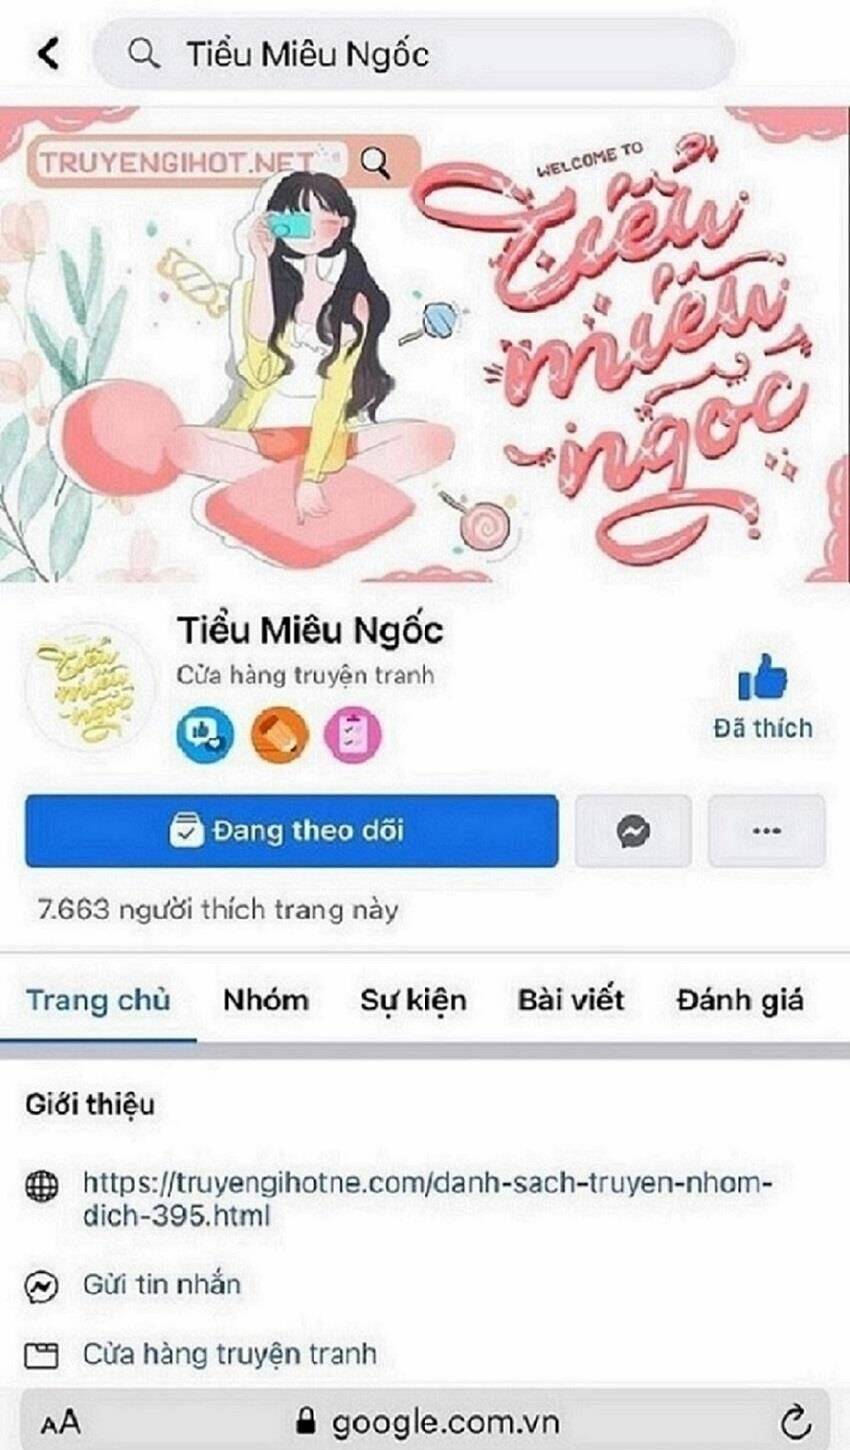 Tiểu Miêu Ngốc
TRUYENGIHOT.NET
WELCOME TO
Tiểu
miêu
ngốc
Tiểu Miêu Ngốc
Cửa hàng truyện tranh
Tiểu
miêu
ngốc
Đã thích
Đang theo dõi
7.663 người thích trang này
Trang chủ Nhóm Sự kiện Bài viết Đánh giá
Giới thiệu
https://truyengihotne.com/danh-sach-truyen-nhom-
dich-395.html
Gửi tin nhắn
Cửa hàng truyện tranh
AA google.com.vn